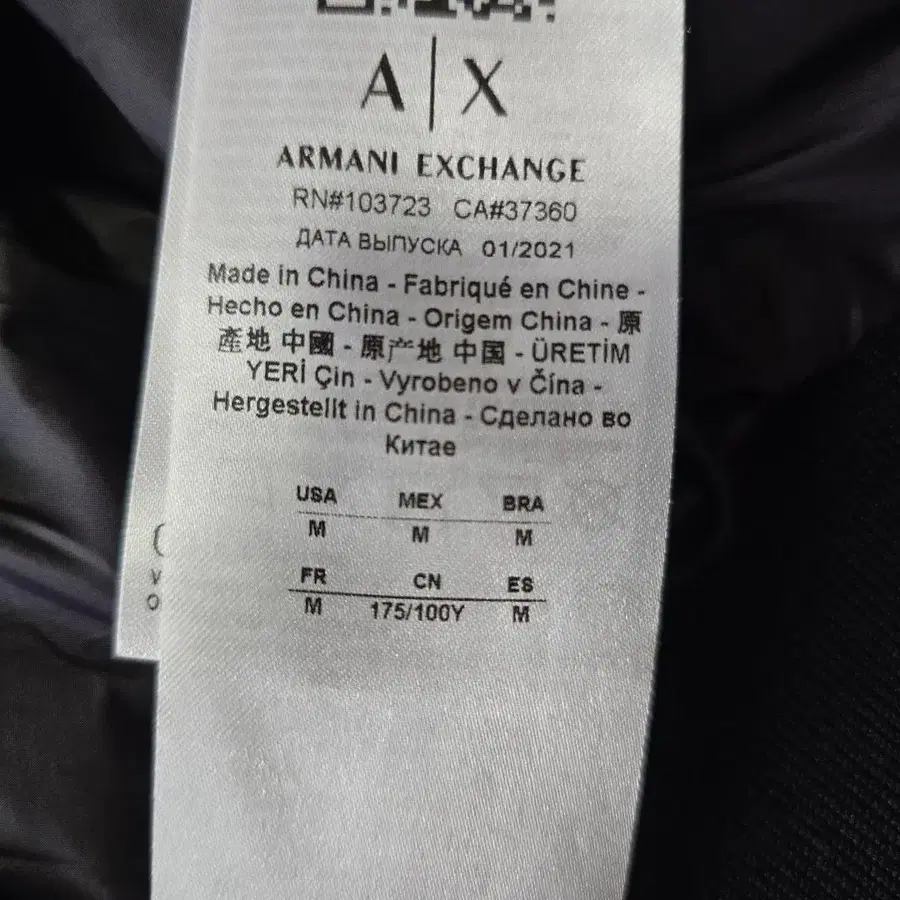 A|X
ARMANI EXCHANGE
RN#103723 CA#37360
ДАТА ВЫПУСКА 01/2021
Made in China - Fabriqué en Chine -
Hecho en China - Origem China - 原
產地 中國 - 原产地 中国 - ÜRETİM
YERİ Çin - Vyrobeno v Čína -
Hergestellt in China - Сделано во
Китае
USA MEX BRA
M M M
FR CN ES
M 175/100Y M